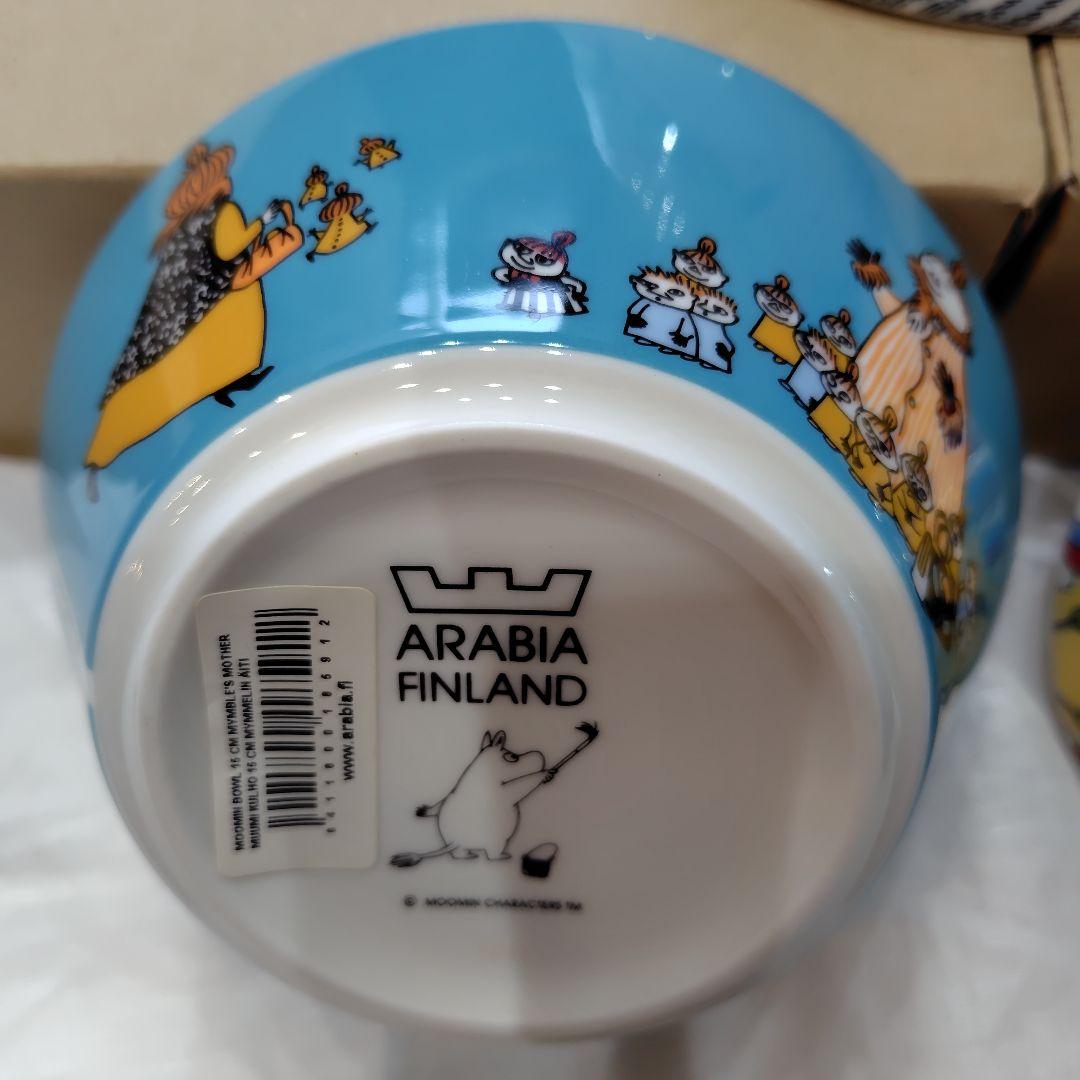 MOOMIN BOWL 15 CM MYMBLE'S MOTHER
MUUMI KULHO 15 CM MYMMELIN ÄITI
6411800185912
www.arabia.fi
ARABIA
FINLAND
© MOOMIN CHARACTERS TM